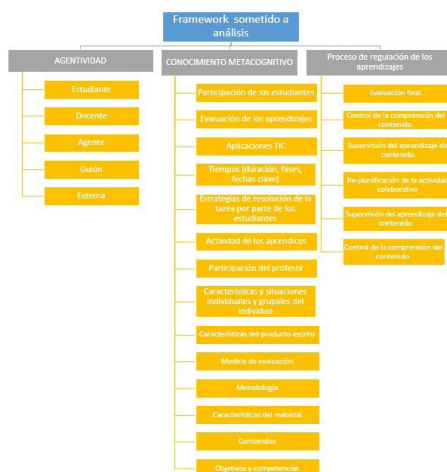 Framework sometido a
análisis
AGENTIVIDAD
Estudiante
Docente
Agente
Guión
Externa
CONOCIMIENTO METACOGNITIVO
Participación de los estudiantes
Evaluación de los aprendizajes
Aplicaciones TIC
Tiempos (duración, fases,
fechas clave)
Estrategias de resolución de la
tarea por parte de los
estudiantes
Actividad de los aprendices
Participación del profesor
Características y situaciones
individuales y grupales del
individuo
Características del producto escrito
Modelo de evaluación
Metodología
Características del material
Contenidos
Objetivos y competencias
Proceso de regulación de los
aprendizajes
Evaluación final.
Control de la comprensión del
contenido.
Supervisión del aprendizaje del
contenido.
Re-planificación de la actividad
colaborativo
Supervisión del aprendizaje del
contenido.
Control de la comprensión del
contenido.